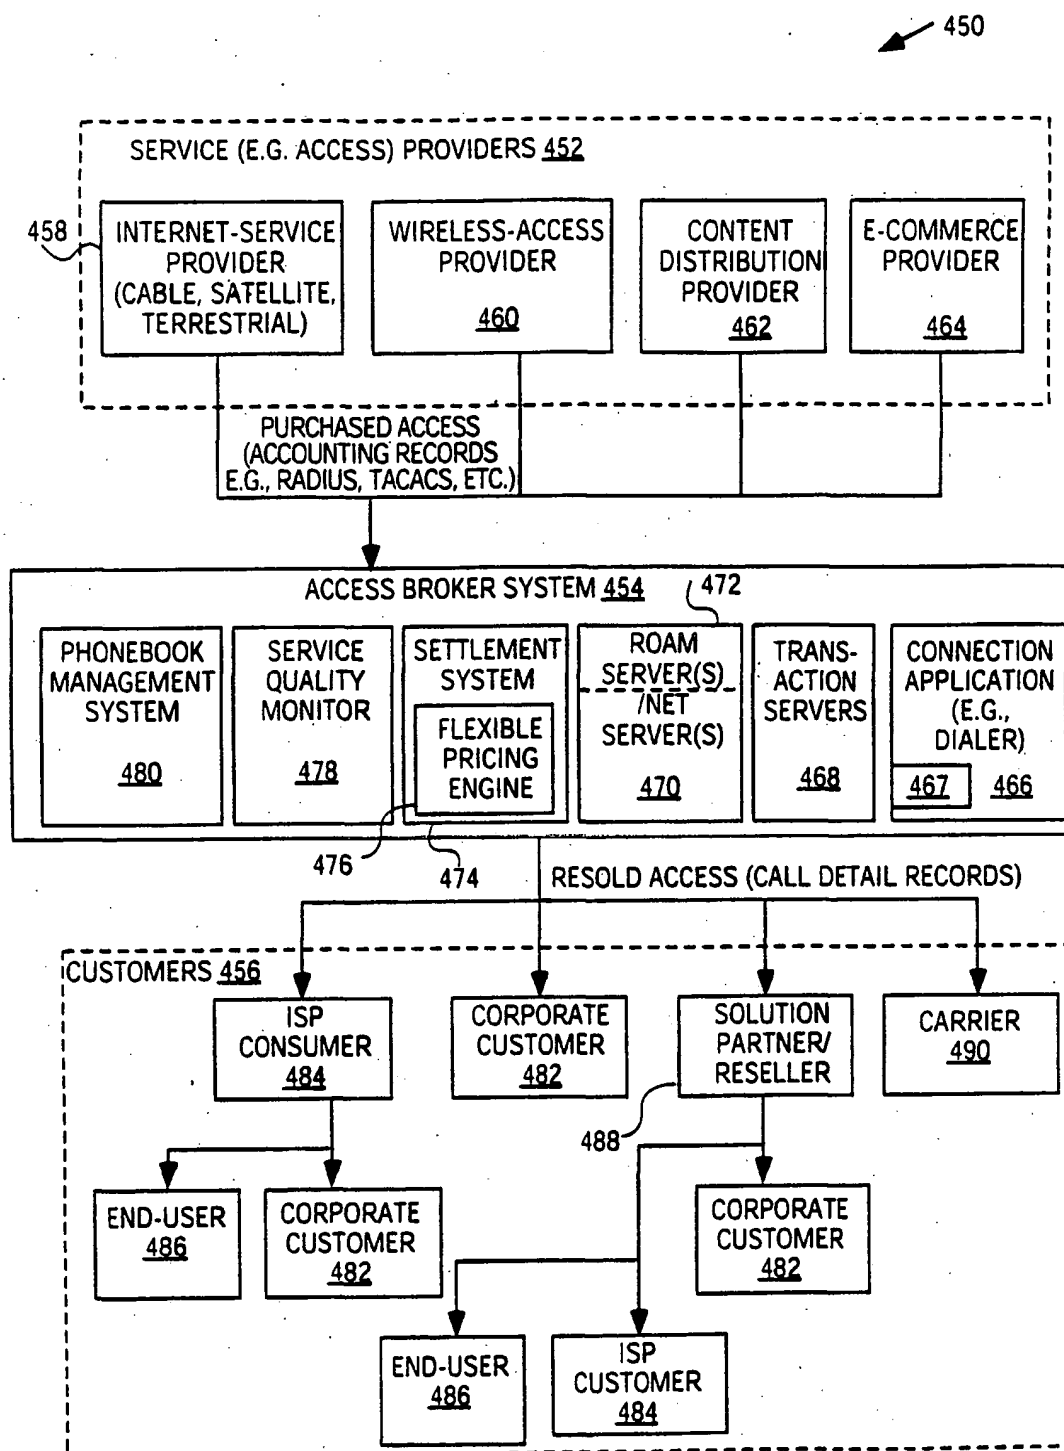 450
SERVICE (E.G. ACCESS) PROVIDERS 452
458
INTERNET-SERVICE
PROVIDER
(CABLE, SATELLITE,
TERRESTRIAL)
WIRELESS-ACCESS
PROVIDER
460
CONTENT
DISTRIBUTION
PROVIDER
462
E-COMMERCE
PROVIDER
464
PURCHASED ACCESS
(ACCOUNTING RECORDS
E.G., RADIUS, TACACS, ETC.)
ACCESS BROKER SYSTEM 454
472
PHONEBOOK
MANAGEMENT
SYSTEM
480
SERVICE
QUALITY
MONITOR
478
SETTLEMENT
SYSTEM
FLEXIBLE
PRICING
ENGINE
ROAM
SERVER(S)
/NET
SERVER(S)
470
TRANS-
ACTION
SERVERS
468
CONNECTION
APPLICATION
(E.G.,
DIALER)
467
466
476
474
RESOLD ACCESS (CALL DETAIL RECORDS)
CUSTOMERS 456
ISP
CONSUMER
484
CORPORATE
CUSTOMER
482
SOLUTION
PARTNER/
RESELLER
CARRIER
490
488
END-USER
486
CORPORATE
CUSTOMER
482
CORPORATE
CUSTOMER
482
END-USER
486
ISP
CUSTOMER
484